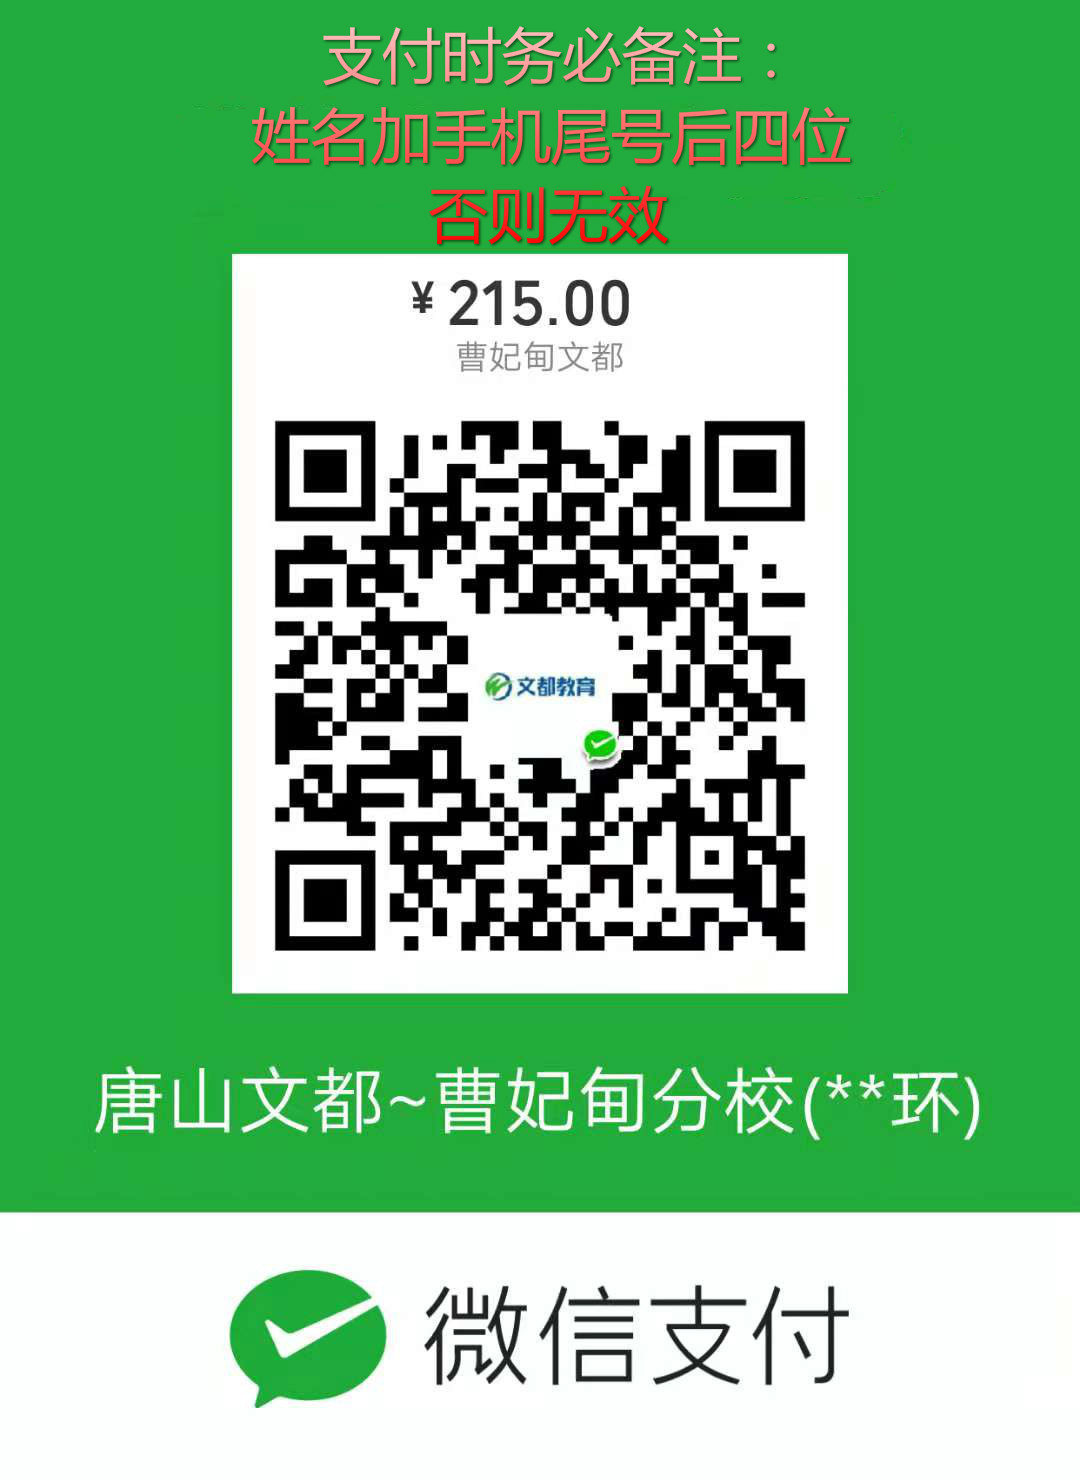 支付时务必备注：
姓名加手机尾号后四位
否则无效
¥215.00
曹妃甸文都
文都教育
唐山文都~曹妃甸分校(**环)
微信支付